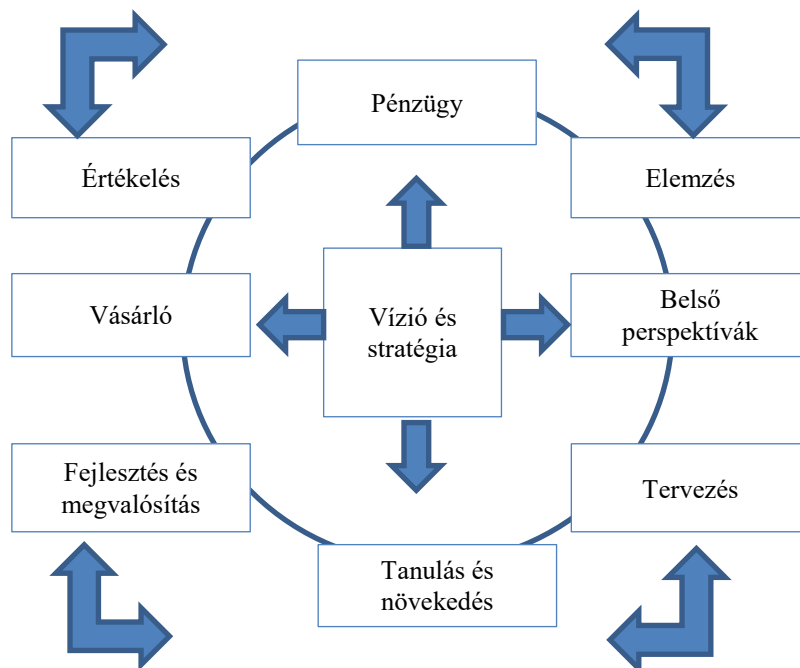 Pénzügy
Értékelés
Elemzés
Vásárló
Vízió és
stratégia
Belső
perspektívák
Fejlesztés és
megvalósítás
Tervezés
Tanulás és
növekedés